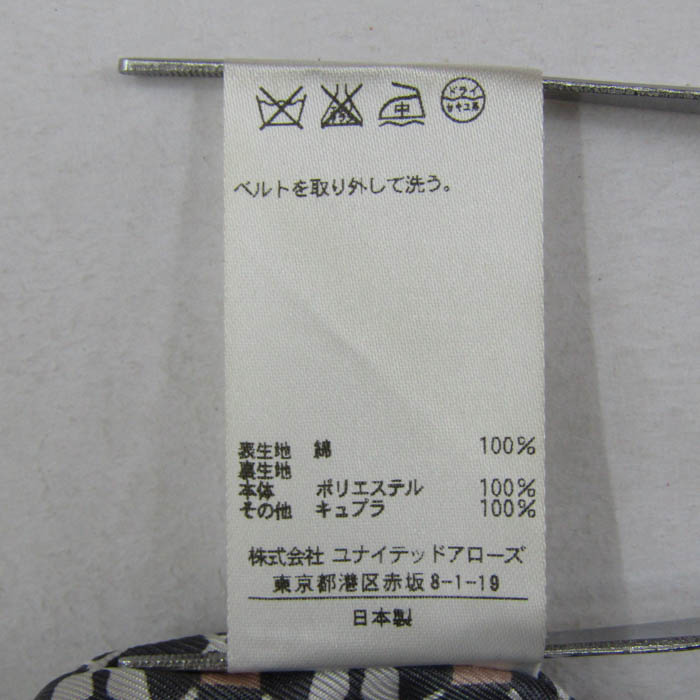 中
ドライ
セキユ系
ベルトを取り外して洗う。
表生地 綿 100%
裏生地
本体 ポリエステル 100%
その他 キュプラ 100%
株式会社 ユナイテッドアローズ
東京都港区赤坂 8-1-19
日本製